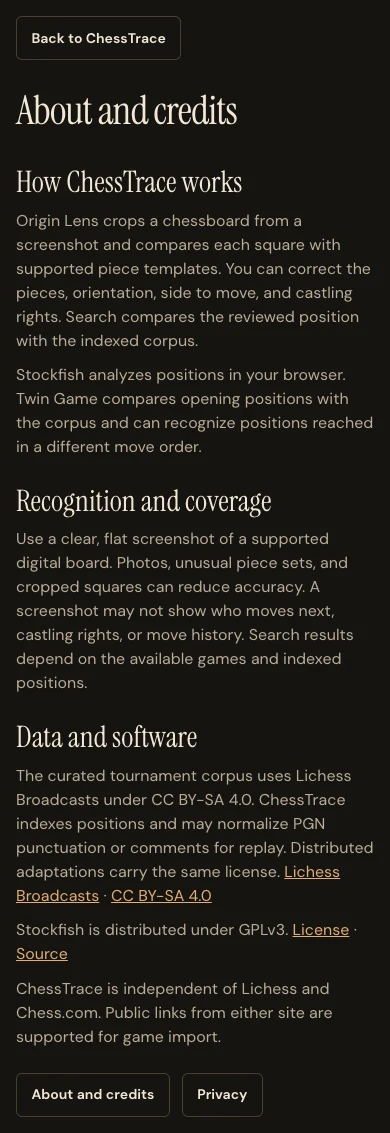 Back to ChessTrace
About and credits
How ChessTrace works
Origin Lens crops a chessboard from a
screenshot and compares each square with
supported piece templates. You can correct the
pieces, orientation, side to move, and castling
rights. Search compares the reviewed position
with the indexed corpus.
Stockfish analyzes positions in your browser.
Twin Game compares opening positions with
the corpus and can recognize positions reached
in a different move order.
Recognition and coverage
Use a clear, flat screenshot of a supported
digital board. Photos, unusual piece sets, and
cropped squares can reduce accuracy. A
screenshot may not show who moves next,
castling rights, or move history. Search results
depend on the available games and indexed
positions.
Data and software
The curated tournament corpus uses Lichess
Broadcasts under CC BY-SA 4.0. ChessTrace
indexes positions and may normalize PGN
punctuation or comments for replay. Distributed
adaptations carry the same license. Lichess
Broadcasts · CC BY-SA 4.0
Stockfish is distributed under GPLv3. License ·
Source
ChessTrace is independent of Lichess and
Chess.com. Public links from either site are
supported for game import.
About and credits Privacy